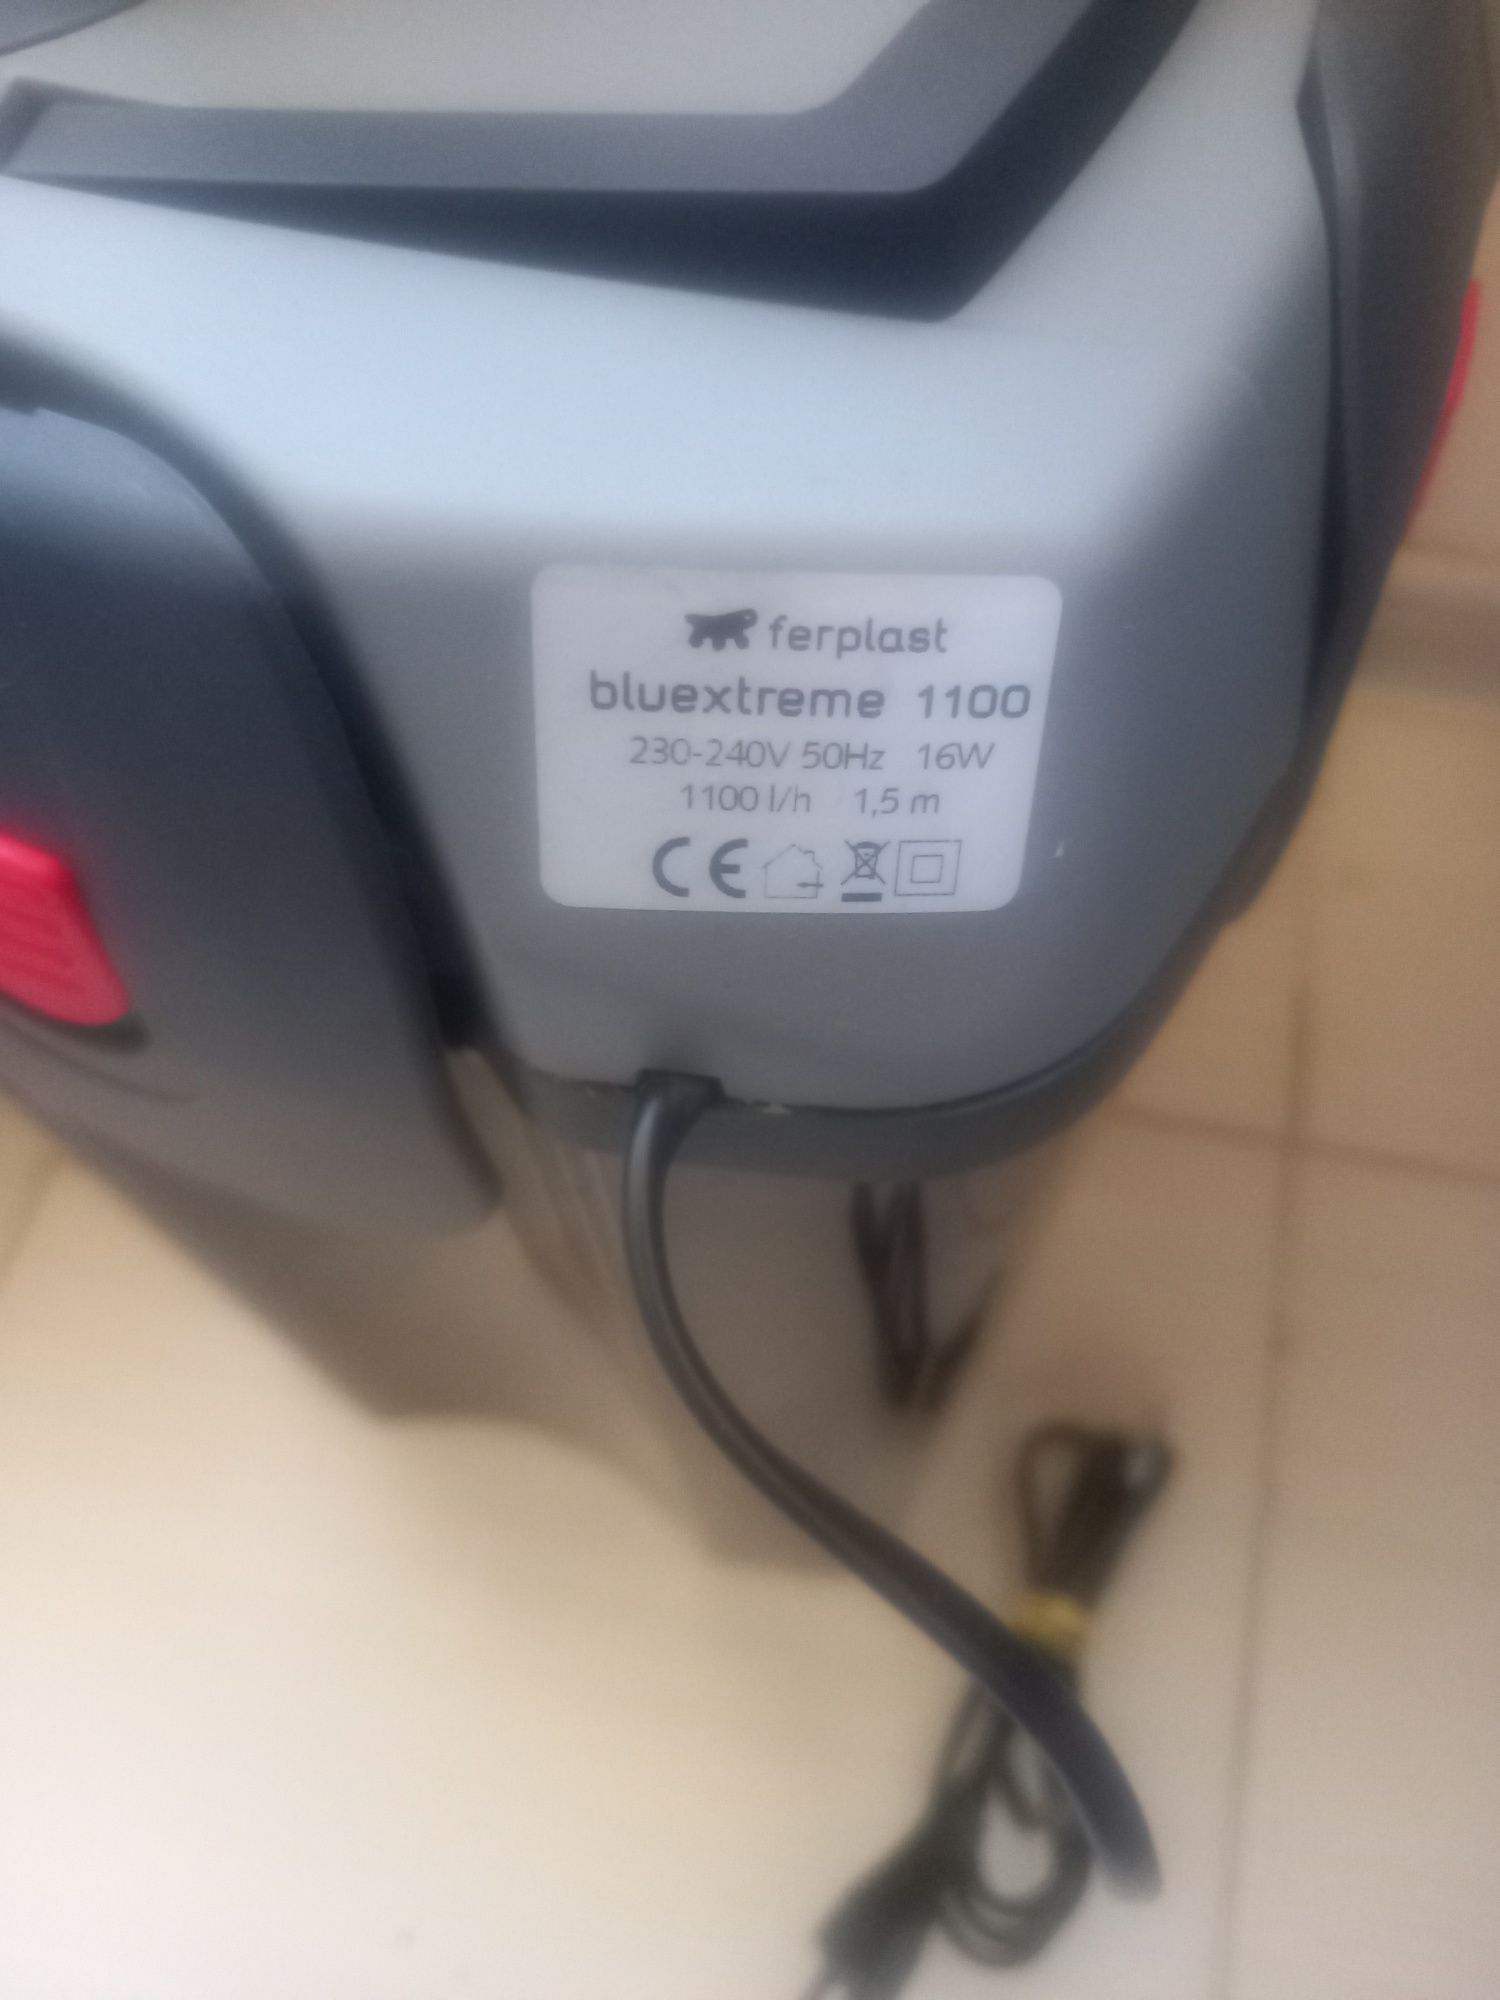 ferplast
bluextreme 1100
230-240V 50Hz 16W
1100 l/h 1,5 m
CE